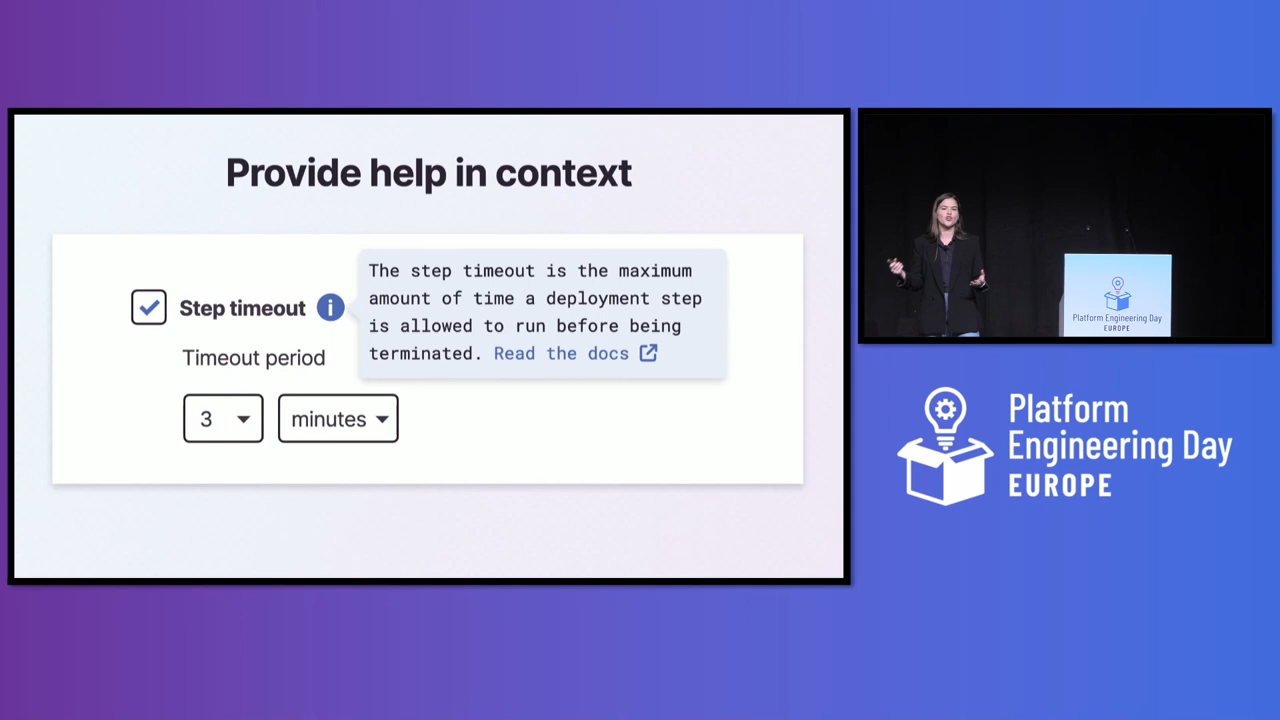 Provide help in context
Step timeout
The step timeout is the maximum
amount of time a deployment step
is allowed to run before being
terminated. Read the docs
Timeout period
3
minutes
Platform Engineering Day
EUROPE
Platform
Engineering Day
EUROPE